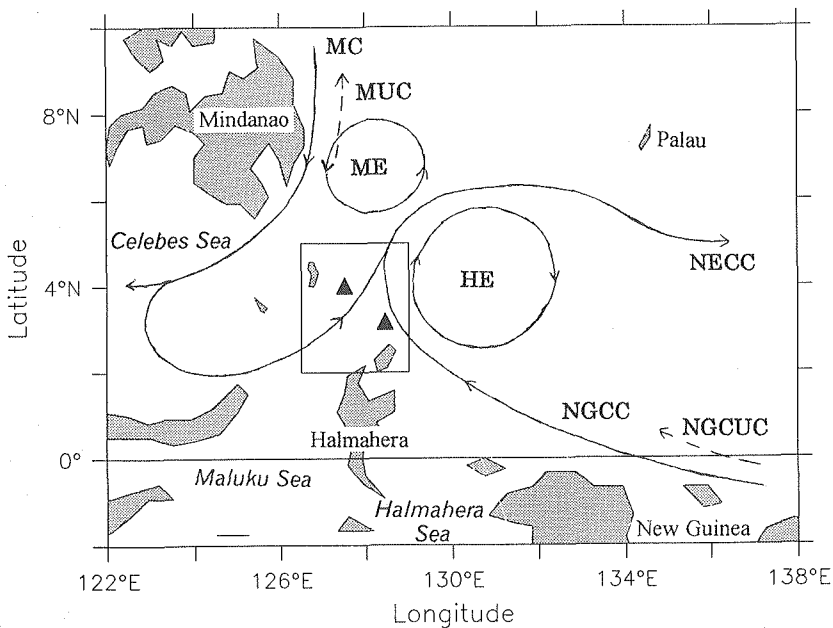 MC
MUC
8°N
Mindanao
Palau
ME
Celebes Sea
NECC
HE
4°N
Latitude
NGCC
NGCUC
Halmahera
0°
Maluku Sea
Halmahera
Sea
New Guinea
122°E
126°E
130°E
134°E
138°E
Longitude